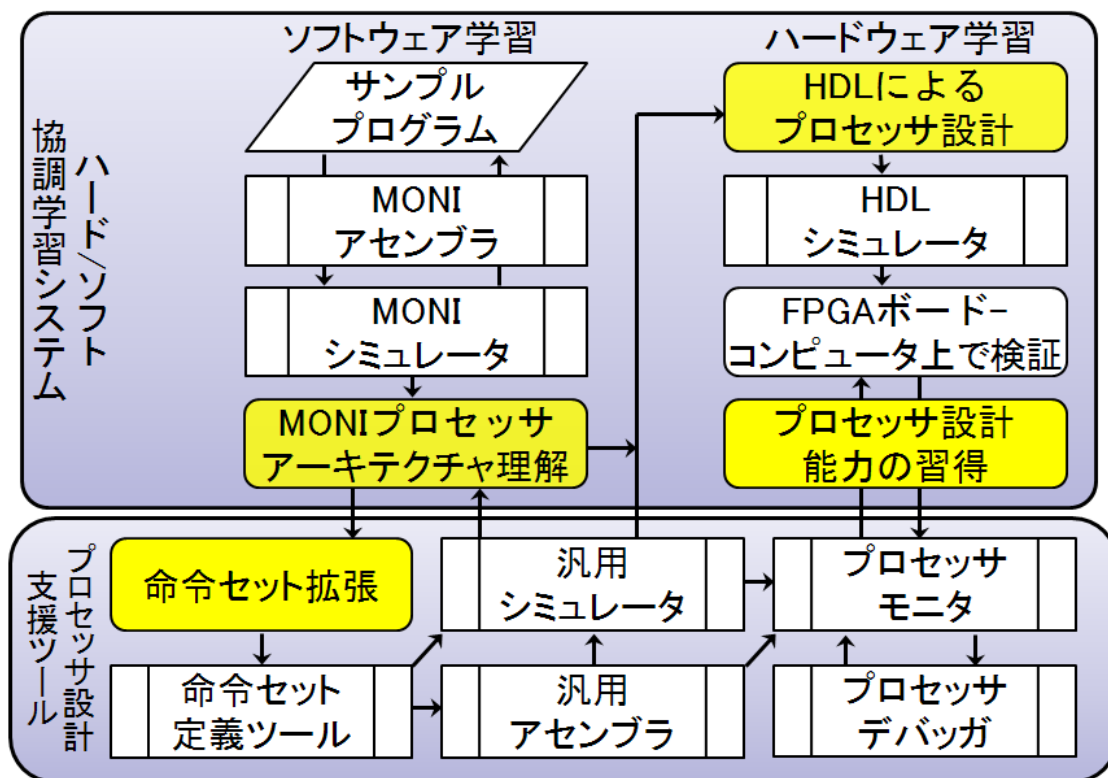 ソフトウェア学習
ハードウェア学習
ハード/ソフト
協調学習システム
サンプル
プログラム
MONI
アセンブラ
MONI
シミュレータ
MONIプロセッサ
アーキテクチャ理解
HDLによる
プロセッサ設計
HDL
シミュレータ
FPGAボード-
コンピュータ上で検証
プロセッサ設計
能力の習得
プロセッサ設計
支援ツール
命令セット拡張
汎用
シミュレータ
プロセッサ
モニタ
命令セット
定義ツール
汎用
アセンブラ
プロセッサ
デバッガ